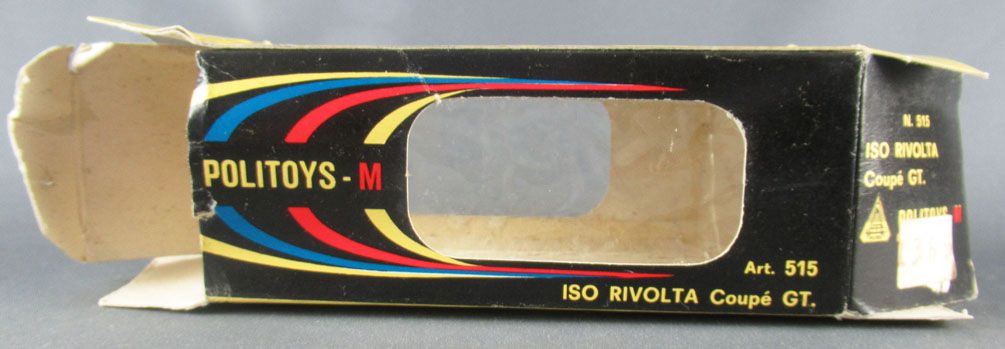 POLITOYS - M
Art. 515
ISO RIVOLTA Coupé GT.
N. 515
ISO RIVOLTA
Coupé GT.
POLITOYS M